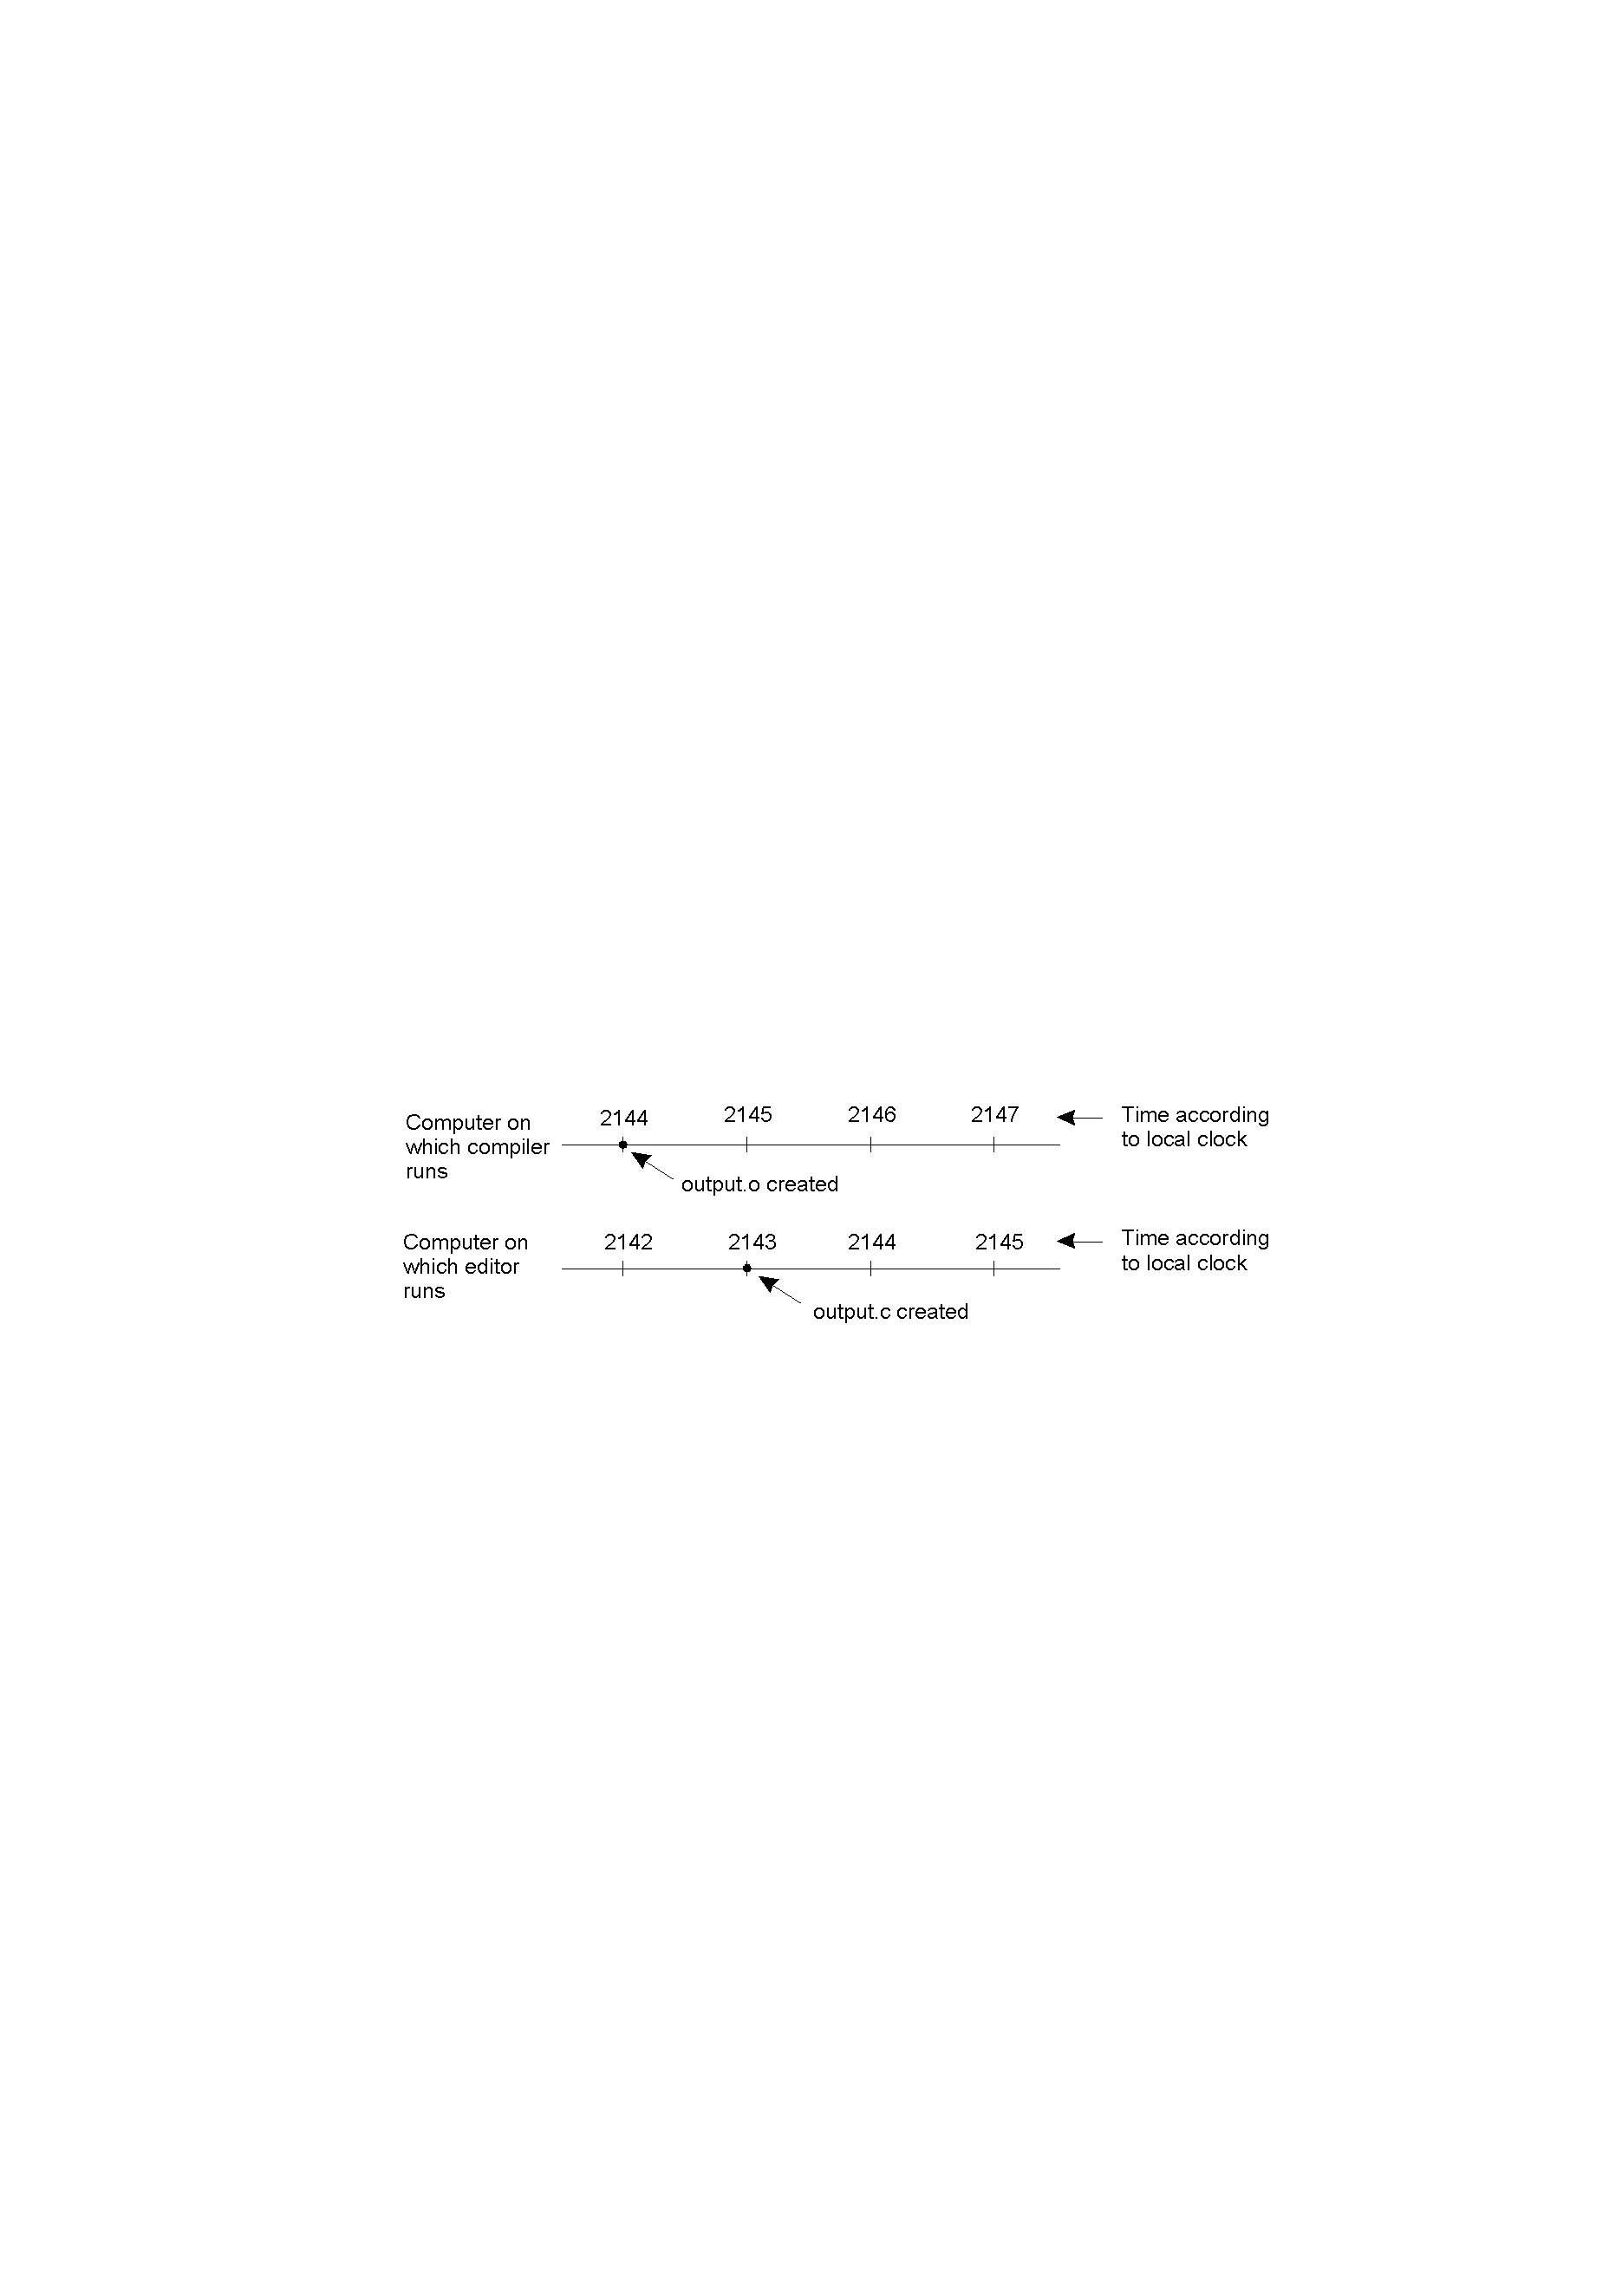 Computer on
which compiler
runs
2144 2145 2146 2147
Time according
to local clock
output.o created
Computer on
which editor
runs
2142 2143 2144 2145
Time according
to local clock
output.c created